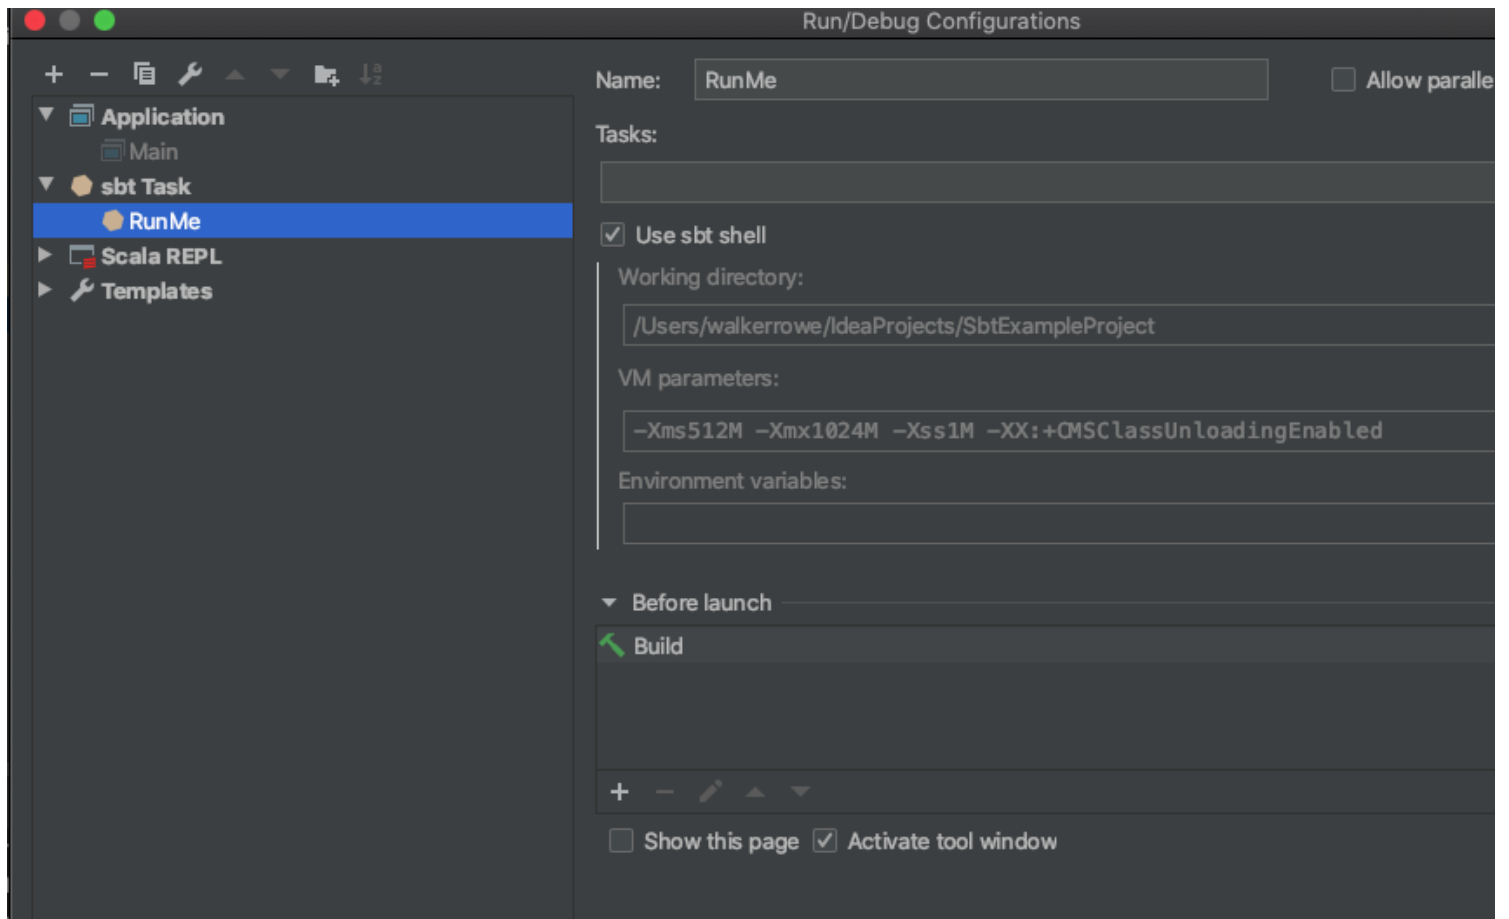 Run/Debug Configurations
Name: RunMe Allow paralle
Application
Main
sbt Task
RunMe
Scala REPL
Templates
Tasks:
Use sbt shell
Working directory:
/Users/walkerrowe/IdeaProjects/SbtExampleProject
VM parameters:
-Xms512M -Xmx1024M -Xss1M -XX:+CMSClassUnloadingEnabled
Environment variables:
Before launch
Build
Show this page Activate tool window